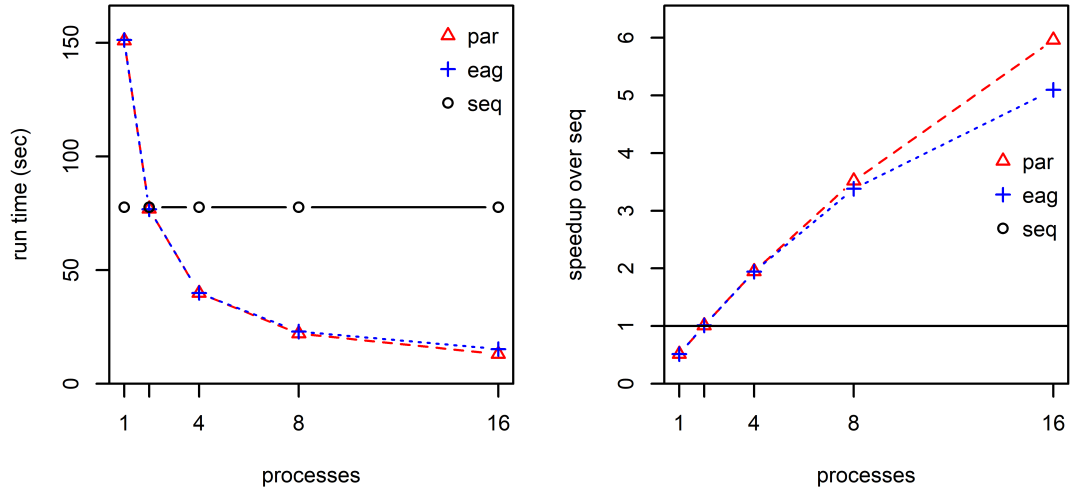 run time (sec)
0
50
100
150
1
4
8
16
processes
par
eag
seq
speedup over seq
0
1
2
3
4
5
6
1
4
8
16
processes
par
eag
seq